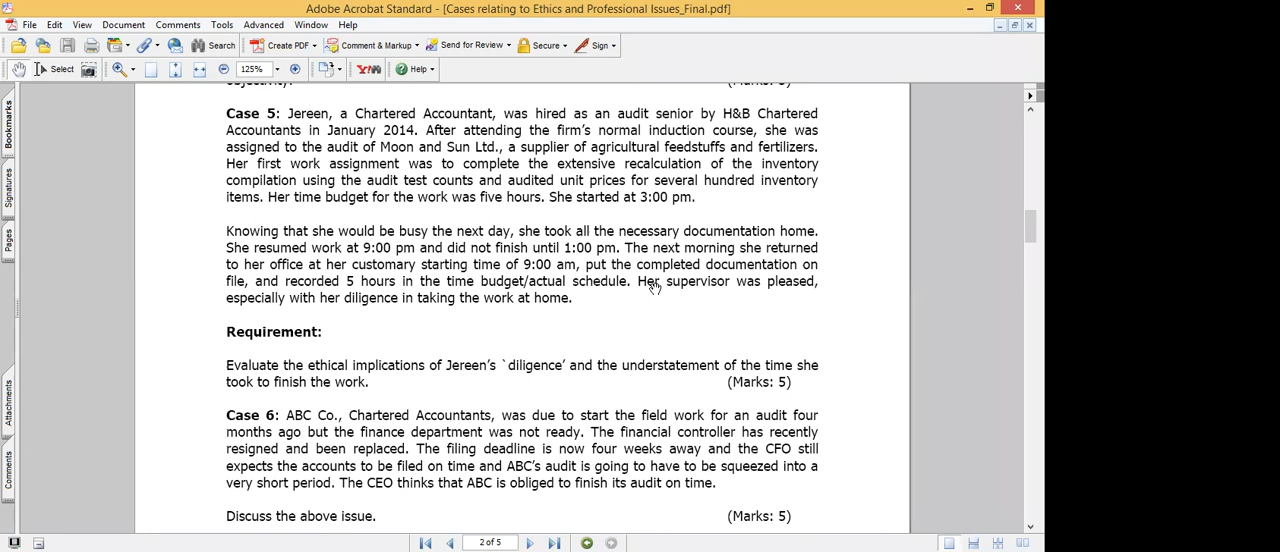 Adobe Acrobat Standard - [Cases relating to Ethics and Professional Issues_Final.pdf]
File Edit View Document Comments Tools Advanced Window Help
Search Create PDF Comment & Markup Send for Review Secure Sign
Select 125% Y! Help
Bookmarks
Signatures
Pages
Attachments
Comments
Case 5: Jereen, a Chartered Accountant, was hired as an audit senior by H&B Chartered
Accountants in January 2014. After attending the firm's normal induction course, she was
assigned to the audit of Moon and Sun Ltd., a supplier of agricultural feedstuffs and fertilizers.
Her first work assignment was to complete the extensive recalculation of the inventory
compilation using the audit test counts and audited unit prices for several hundred inventory
items. Her time budget for the work was five hours. She started at 3:00 pm.
Knowing that she would be busy the next day, she took all the necessary documentation home.
She resumed work at 9:00 pm and did not finish until 1:00 pm. The next morning she returned
to her office at her customary starting time of 9:00 am, put the completed documentation on
file, and recorded 5 hours in the time budget/actual schedule. Her supervisor was pleased,
especially with her diligence in taking the work at home.
Requirement:
Evaluate the ethical implications of Jereen's `diligence' and the understatement of the time she
took to finish the work. (Marks: 5)
Case 6: ABC Co., Chartered Accountants, was due to start the field work for an audit four
months ago but the finance department was not ready. The financial controller has recently
resigned and been replaced. The filing deadline is now four weeks away and the CFO still
expects the accounts to be filed on time and ABC's audit is going to have to be squeezed into a
very short period. The CEO thinks that ABC is obliged to finish its audit on time.
Discuss the above issue. (Marks: 5)
2 of 5